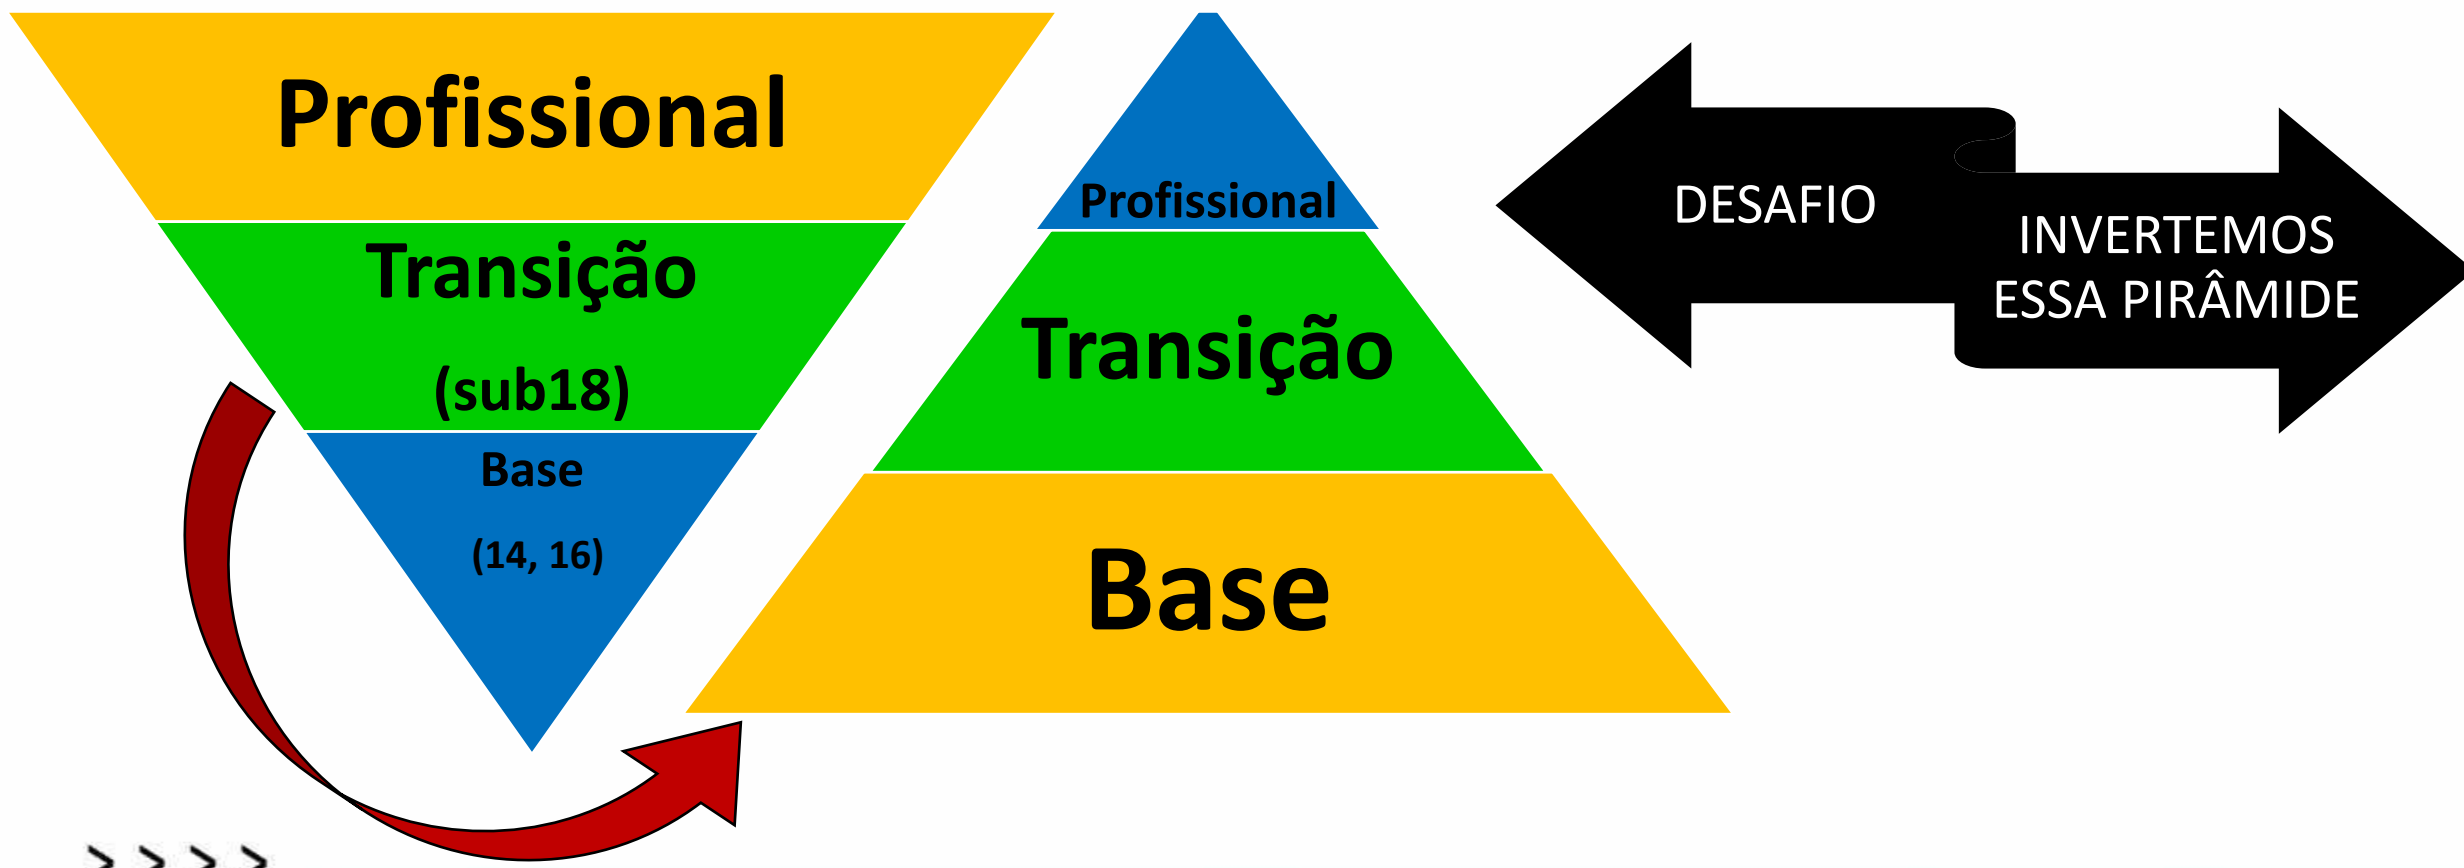 Profissional
Transição
(sub18)
Base
(14, 16)
Profissional
Transição
Base
DESAFIO
INVERTEMOS
ESSA PIRÂMIDE
> > > >